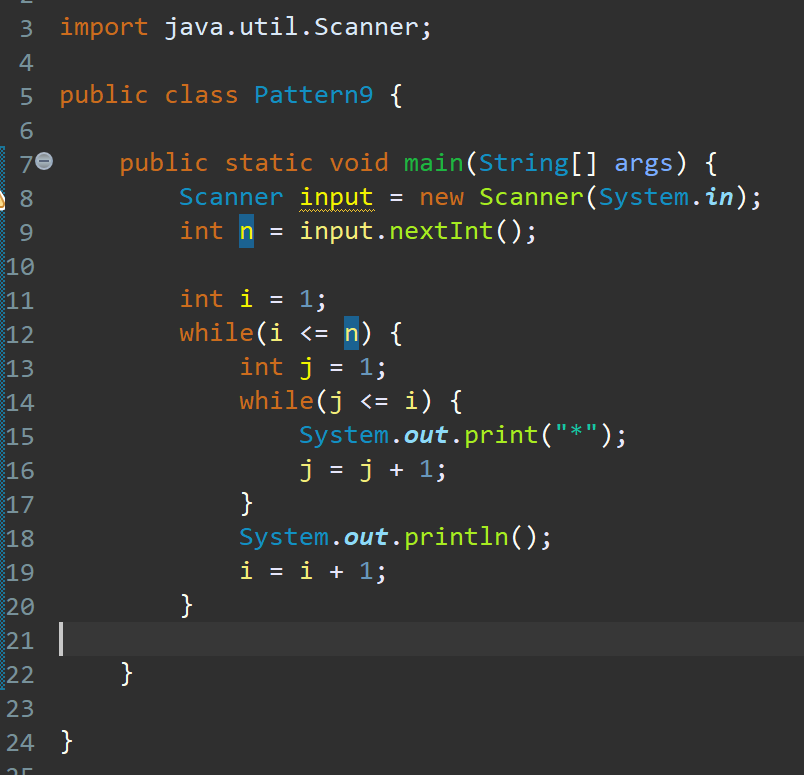 3 import java.util.Scanner;
4
5 public class Pattern9 {
6
7 public static void main(String[] args) {
8 Scanner input = new Scanner(System.in);
9 int n = input.nextInt();
10
11 int i = 1;
12 while(i <= n) {
13 int j = 1;
14 while(j <= i) {
15 System.out.print("*");
16 j = j + 1;
17 }
18 System.out.println();
19 i = i + 1;
20 }
21
22 }
23
24 }